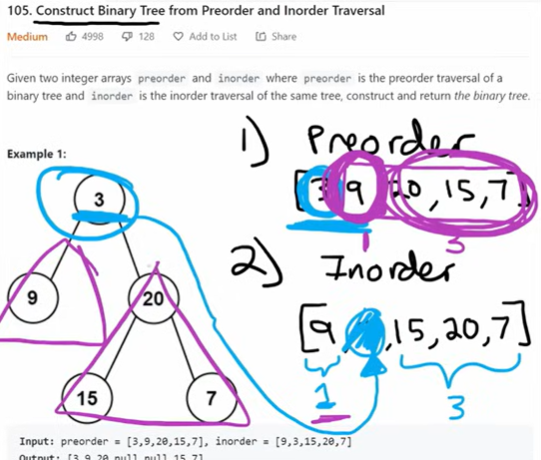 105. Construct Binary Tree from Preorder and Inorder Traversal
Medium 4998 128 Add to List Share
Given two integer arrays preorder and inorder where preorder is the preorder traversal of a
binary tree and inorder is the inorder traversal of the same tree, construct and return the binary tree.
Example 1:
1) Preorder
[3, 9, 20, 15, 7]
1 3
3
9 20
15 7
2) Inorder
[9, , 15, 20, 7]
1 3
Input: preorder = [3,9,20,15,7], inorder = [9,3,15,20,7]
Output: [3,9,20,null,null,15,7]